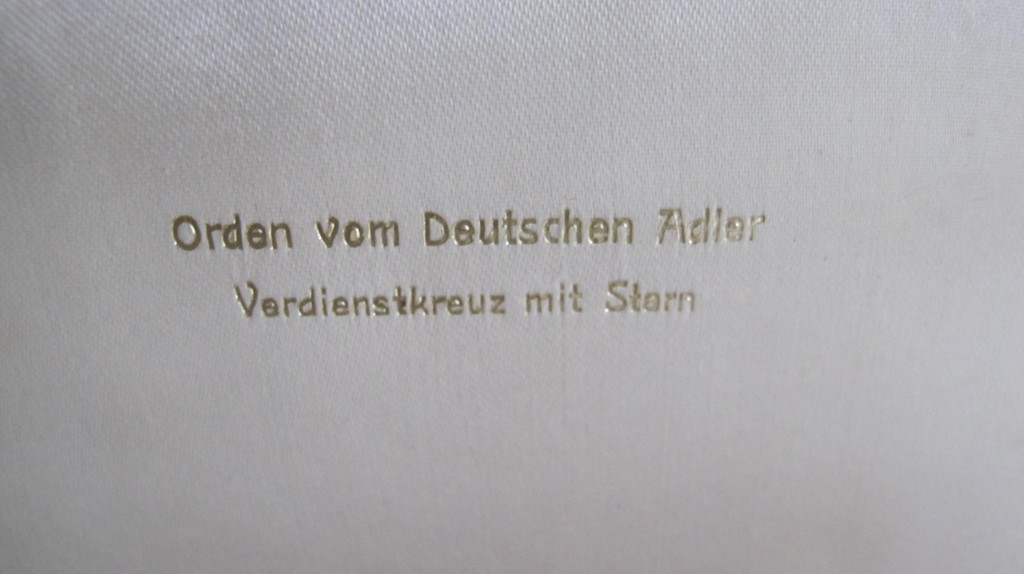 Orden vom Deutschen Adler
Verdienstkreuz mit Stern